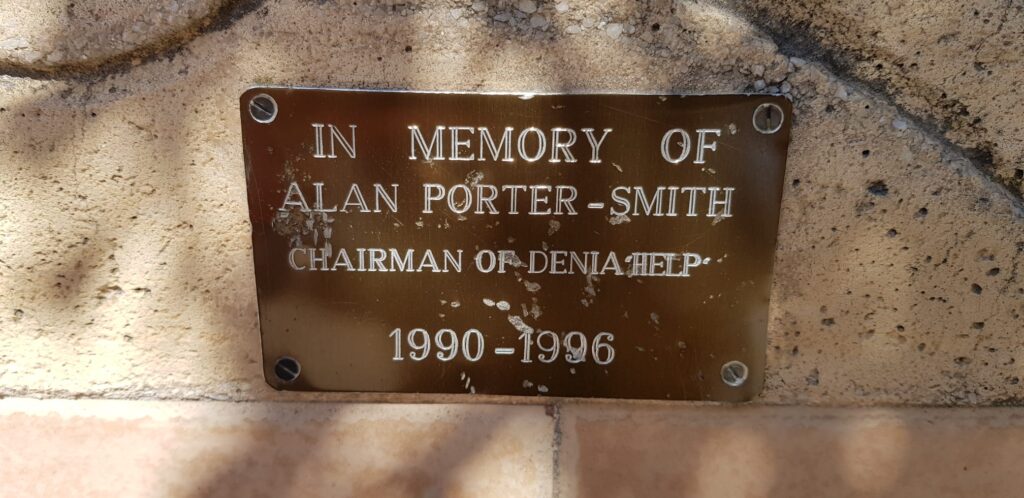 IN MEMORY OF
ALAN PORTER-SMITH
CHAIRMAN OF DENIA HELP
1990-1996